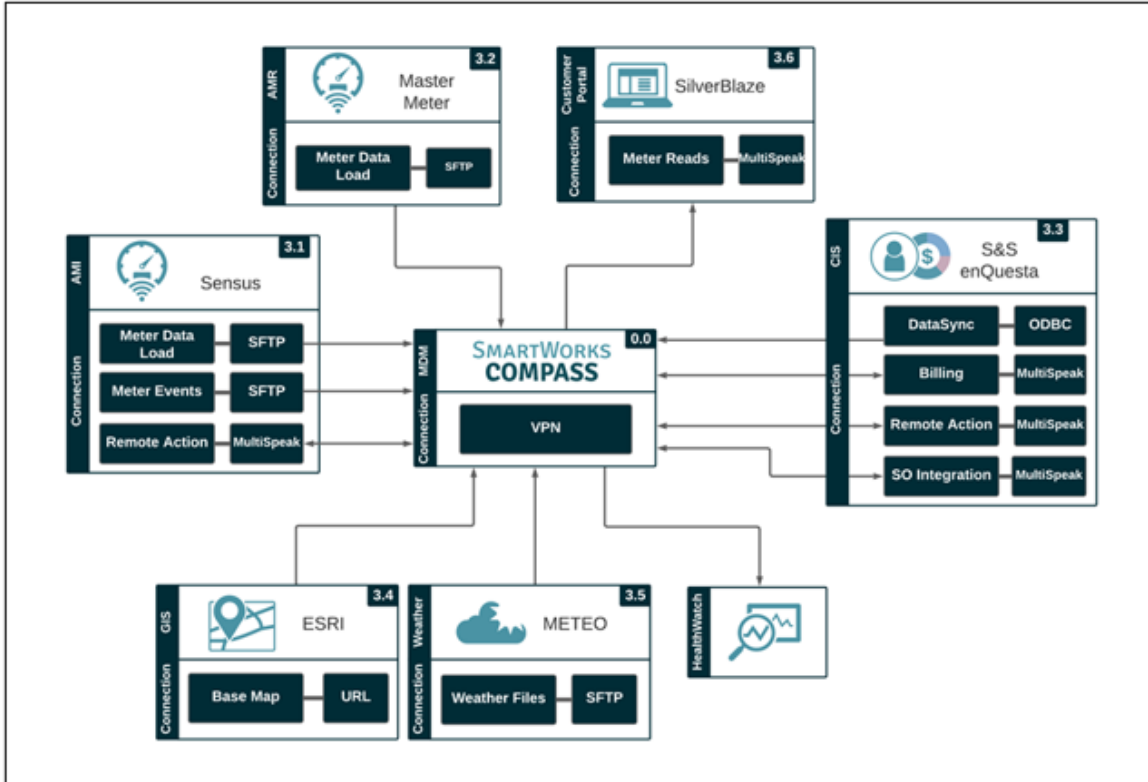 AMR
Connection
3.2
Master
Meter
Meter Data
Load
SFTP
Customer
Portal
Connection
3.6
SilverBlaze
Meter Reads
MultiSpeak
AMI
Connection
3.1
Sensus
Meter Data
Load
SFTP
Meter Events
SFTP
Remote Action
MultiSpeak
MDM
Connection
0.0
SMARTWORKS
COMPASS
VPN
CIS
Connection
3.3
S&S
enQuesta
$
DataSync
ODBC
Billing
MultiSpeak
Remote Action
MultiSpeak
SO Integration
MultiSpeak
GIS
Connection
3.4
ESRI
Base Map
URL
Weather
Connection
3.5
METEO
Weather Files
SFTP
HealthWatch